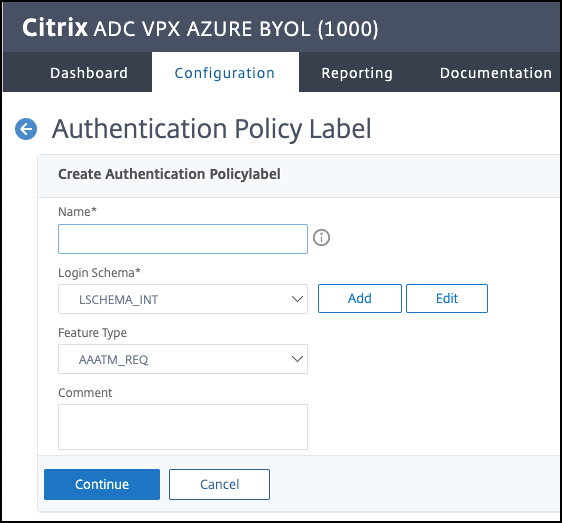 Citrix ADC VPX AZURE BYOL (1000)
Dashboard Configuration Reporting Documentation
Authentication Policy Label
Create Authentication Policylabel
Name*
Login Schema*
LSCHEMA_INT Add Edit
Feature Type
AAATM_REQ
Comment
Continue Cancel